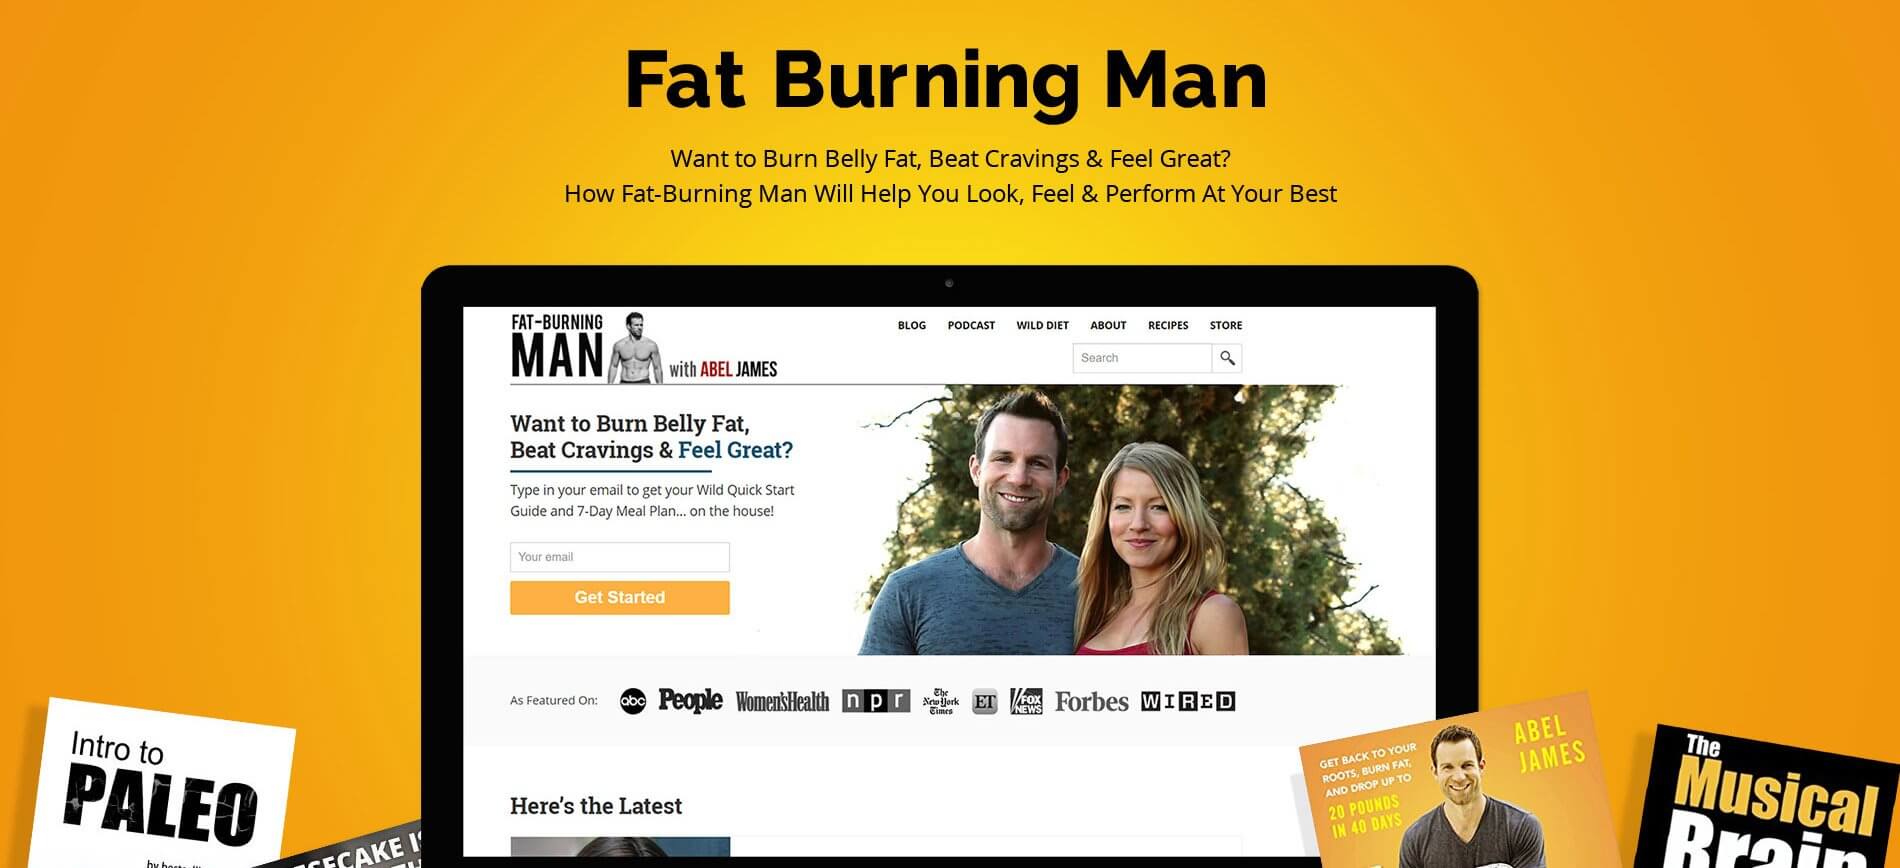 Fat Burning Man
Want to Burn Belly Fat, Beat Cravings & Feel Great?
How Fat-Burning Man Will Help You Look, Feel & Perform At Your Best
FAT-BURNING
MAN
with ABEL JAMES
BLOG PODCAST WILD DIET ABOUT RECIPES STORE
Search
Want to Burn Belly Fat,
Beat Cravings & Feel Great?
Type in your email to get your Wild Quick Start
Guide and 7-Day Meal Plan... on the house!
Your email
Get Started
As Featured On: abc People Women'sHealth npr The New York Times ET FOX NEWS Forbes WIRED
Here's the Latest
Intro to
PALEO
by
GET BACK TO YOUR
ROOTS, BURN FAT,
AND DROP UP TO
20 POUNDS
IN 40 DAYS
ABEL
JAMES
The
Musical
Brain